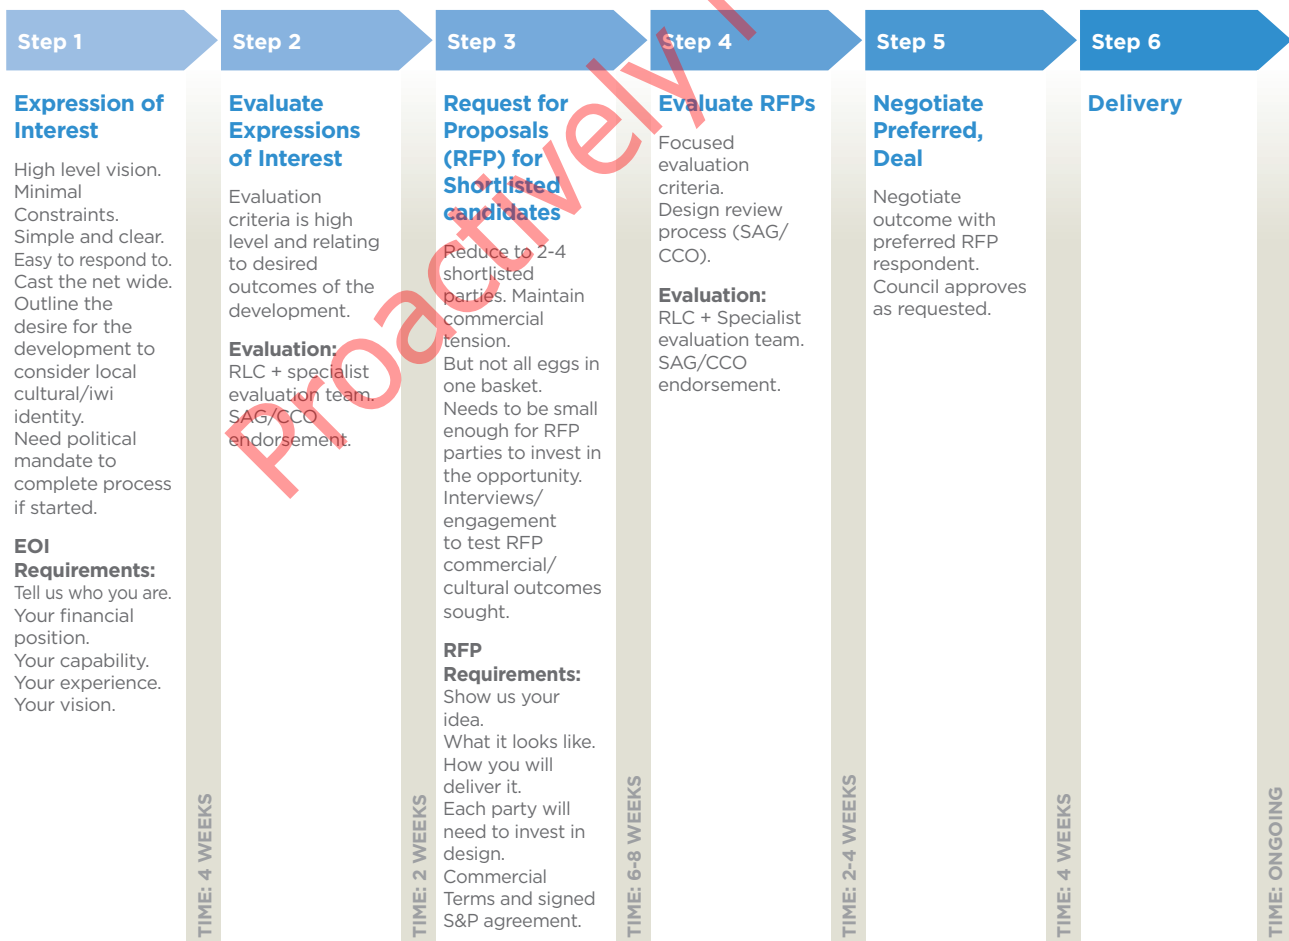 Step 1
Expression of
Interest
High level vision.
Minimal
Constraints.
Simple and clear.
Easy to respond to.
Cast the net wide.
Outline the
desire for the
development to
consider local
cultural/iwi
identity.
Need political
mandate to
complete process
if started.
EOI
Requirements:
Tell us who you are.
Your financial
position.
Your capability.
Your experience.
Your vision.
TIME: 4 WEEKS
Step 2
Evaluate
Expressions
of Interest
Evaluation
criteria is high
level and relating
to desired
outcomes of the
development.
Evaluation:
RLC + specialist
evaluation team.
SAG/CCO
endorsement.
TIME: 2 WEEKS
Step 3
Request for
Proposals
(RFP) for
Shortlisted
candidates
Reduce to 2-4
shortlisted
parties. Maintain
commercial
tension.
But not all eggs in
one basket.
Needs to be small
enough for RFP
parties to invest in
the opportunity.
Interviews/
engagement
to test RFP
commercial/
cultural outcomes
sought.
RFP
Requirements:
Show us your
idea.
What it looks like.
How you will
deliver it.
Each party will
need to invest in
design.
Commercial
Terms and signed
S&P agreement.
TIME: 6-8 WEEKS
Step 4
Evaluate RFPs
Focused
evaluation
criteria.
Design review
process (SAG/
CCO).
Evaluation:
RLC + Specialist
evaluation team.
SAG/CCO
endorsement.
TIME: 2-4 WEEKS
Step 5
Negotiate
Preferred,
Deal
Negotiate
outcome with
preferred RFP
respondent.
Council approves
as requested.
TIME: 4 WEEKS
Step 6
Delivery
TIME: ONGOING
Proactively